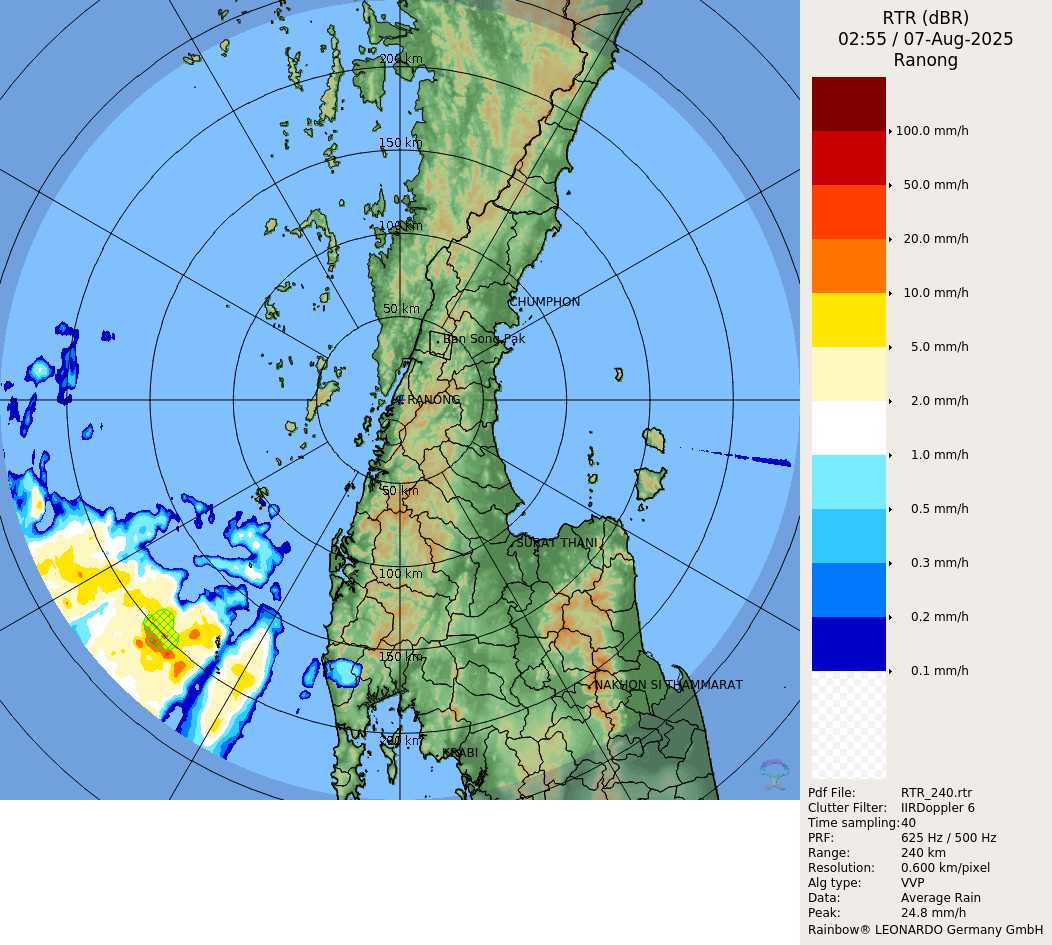 RTR (dBR)
02:55 / 07-Aug-2025
Ranong
200 km
150 km
100 km
50 km
CHUMPHON
Ban Song Pak
RANONG
50 km
SURAT THANI
100 km
150 km
NAKHON SI THAMMARAT
200 km
KRABI
100.0 mm/h
50.0 mm/h
20.0 mm/h
10.0 mm/h
5.0 mm/h
2.0 mm/h
1.0 mm/h
0.5 mm/h
0.3 mm/h
0.2 mm/h
0.1 mm/h
Pdf File: RTR_240.rtr
Clutter Filter: IIRDoppler 6
Time sampling:40
PRF: 625 Hz / 500 Hz
Range: 240 km
Resolution: 0.600 km/pixel
Alg type: VVP
Data: Average Rain
Peak: 24.8 mm/h
Rainbow® LEONARDO Germany GmbH